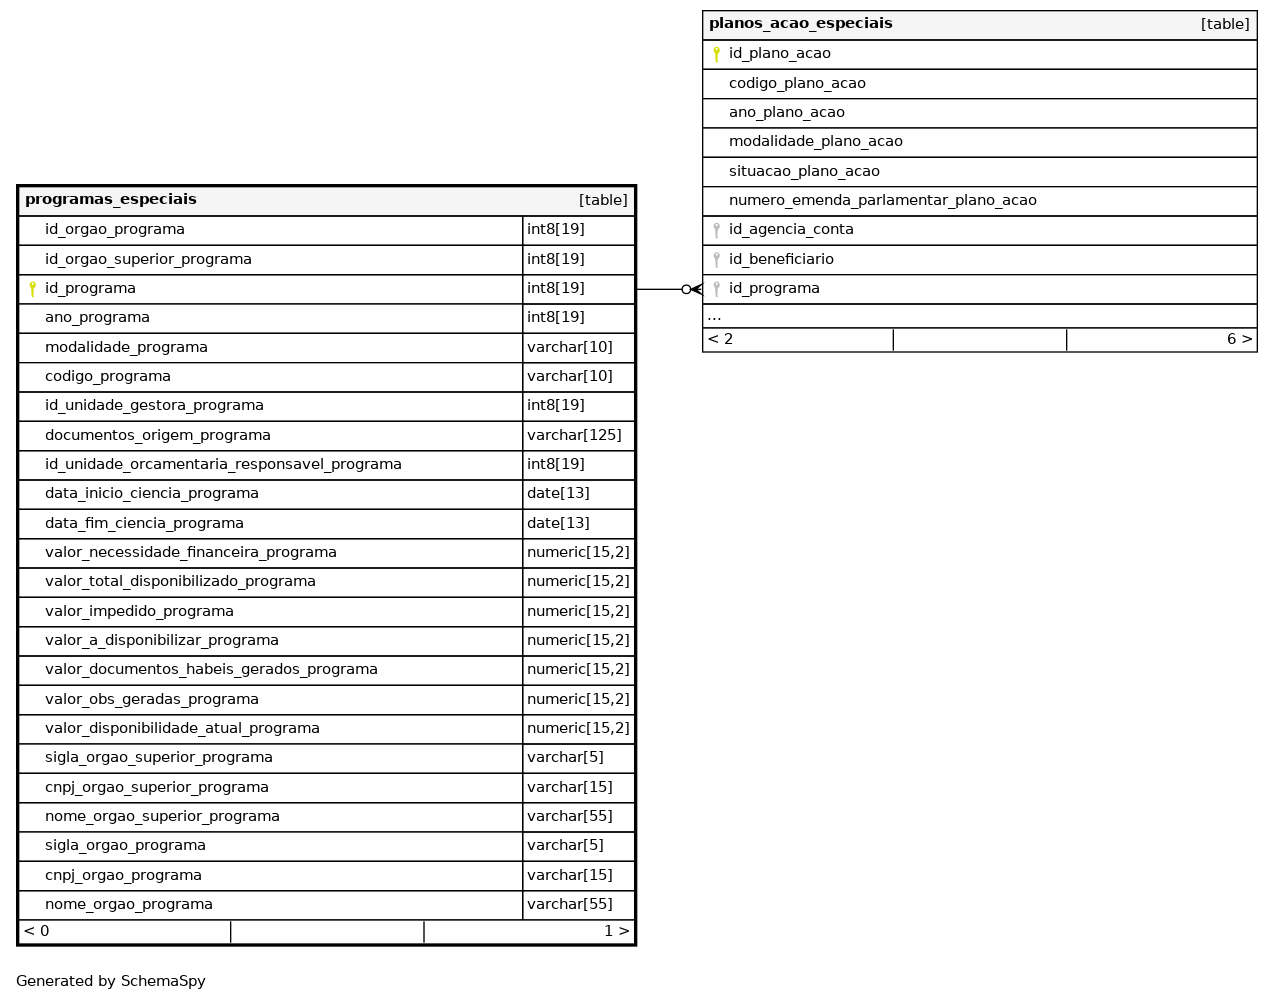 planos_acao_especiais [table]
id_plano_acao
codigo_plano_acao
ano_plano_acao
modalidade_plano_acao
situacao_plano_acao
numero_emenda_parlamentar_plano_acao
id_agencia_conta
id_beneficiario
id_programa
...
< 2 6 >
programas_especiais [table]
id_orgao_programa int8[19]
id_orgao_superior_programa int8[19]
id_programa int8[19]
ano_programa int8[19]
modalidade_programa varchar[10]
codigo_programa varchar[10]
id_unidade_gestora_programa int8[19]
documentos_origem_programa varchar[125]
id_unidade_orcamentaria_responsavel_programa int8[19]
data_inicio_ciencia_programa date[13]
data_fim_ciencia_programa date[13]
valor_necessidade_financeira_programa numeric[15,2]
valor_total_disponibilizado_programa numeric[15,2]
valor_impedido_programa numeric[15,2]
valor_a_disponibilizar_programa numeric[15,2]
valor_documentos_habeis_gerados_programa numeric[15,2]
valor_obs_geradas_programa numeric[15,2]
valor_disponibilidade_atual_programa numeric[15,2]
sigla_orgao_superior_programa varchar[5]
cnpj_orgao_superior_programa varchar[15]
nome_orgao_superior_programa varchar[55]
sigla_orgao_programa varchar[5]
cnpj_orgao_programa varchar[15]
nome_orgao_programa varchar[55]
< 0 1 >
Generated by SchemaSpy